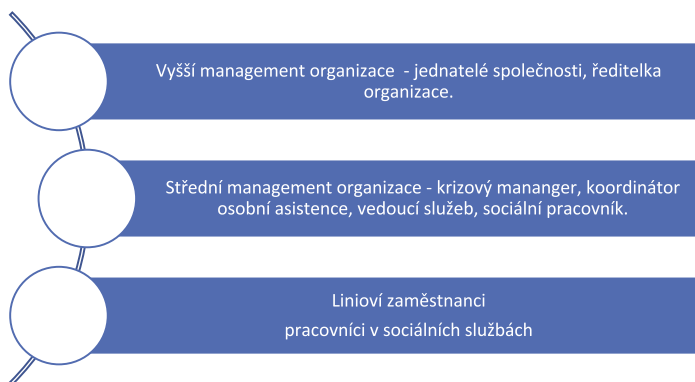 Vyšší management organizace  - jednatelé společnosti, ředitelka
organizace.
Střední management organizace - krizový mananger, koordinátor
osobní asistence, vedoucí služeb, sociální pracovník.
Linioví zaměstnanci
pracovníci v sociálních službách